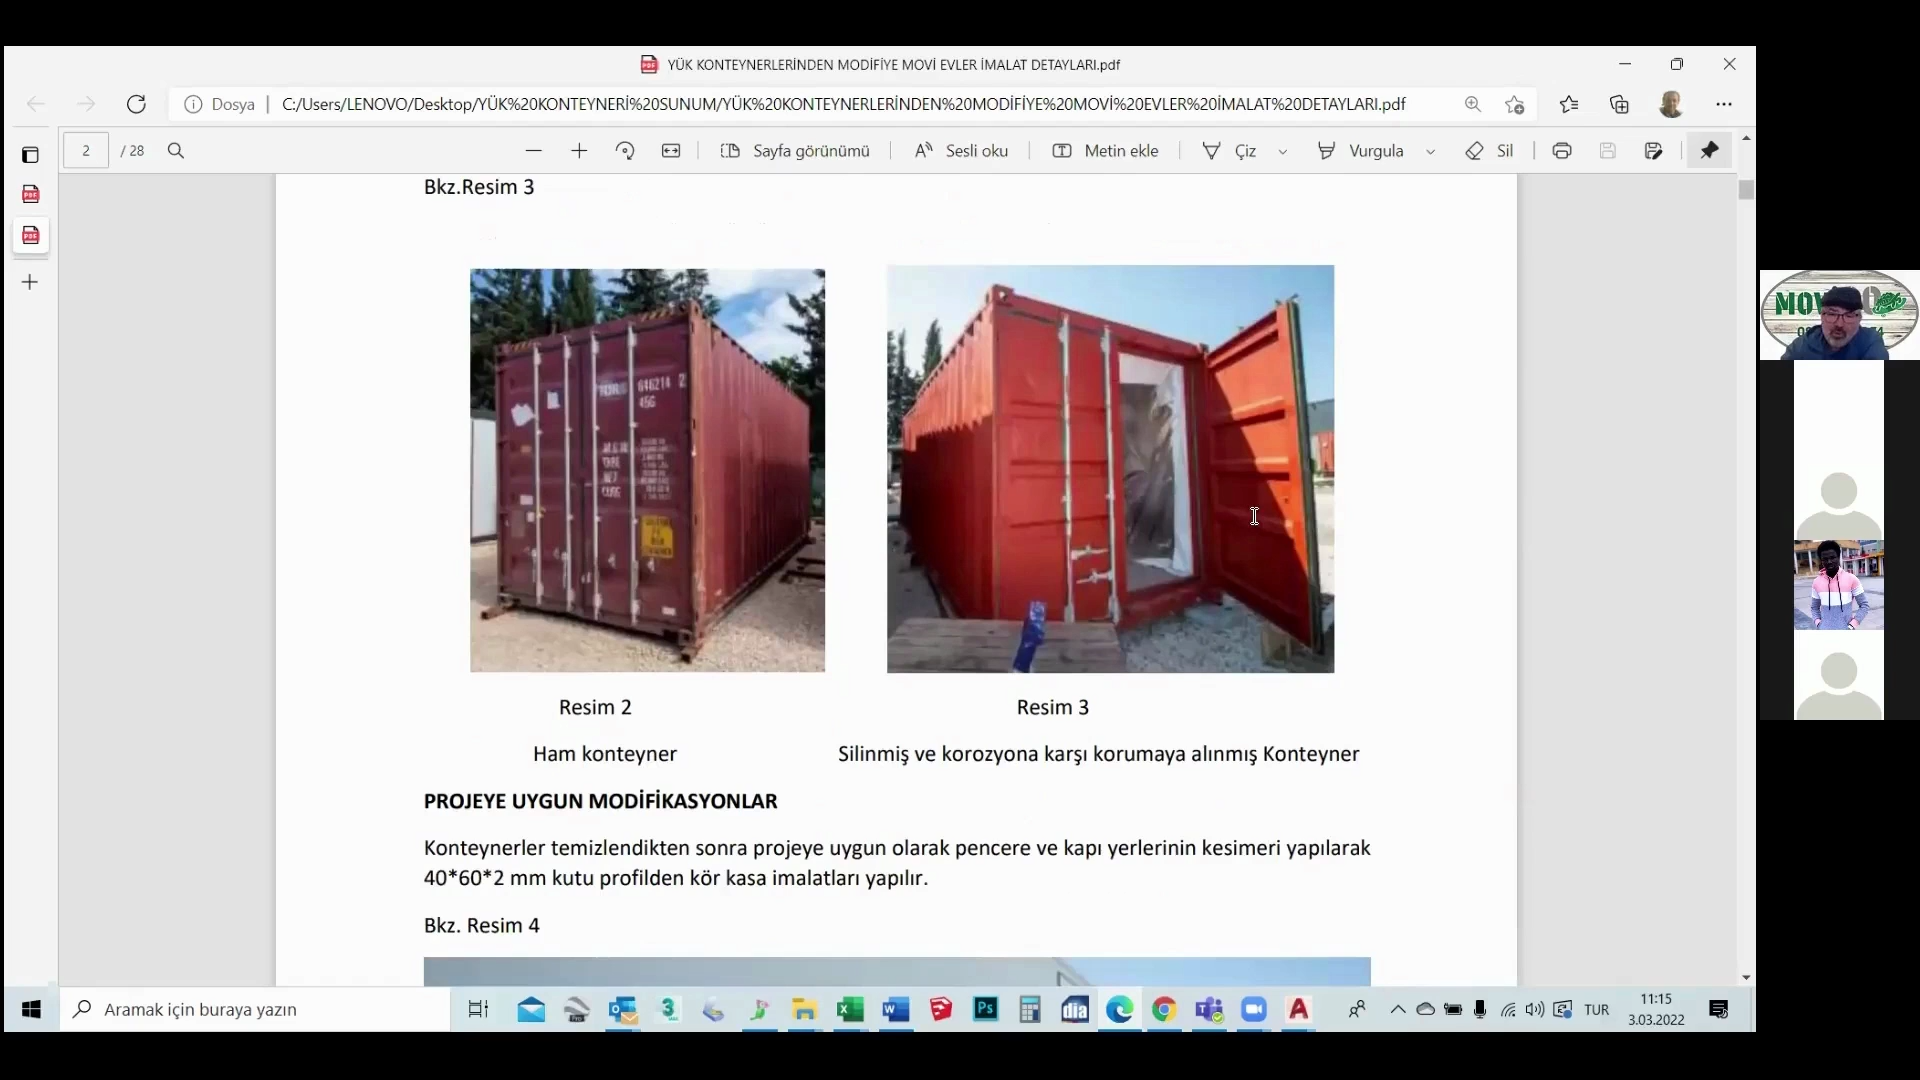 YÜK KONTEYNERLERİNDEN MODİFİYE MOVİ EVLER İMALAT DETAYLARI.pdf
Dosya
C:/Users/LENOVO/Desktop/YÜK%20KONTEYNERİ%20SUNUM/YÜK%20KONTEYNERLERİNDEN%20MODİFİYE%20MOVİ%20EVLER%20İMALAT%20DETAYLARI.pdf
2 / 28
Sayfa görünümü
Sesli oku
Metin ekle
Çiz
Vurgula
Sil
Bkz.Resim 3
646214 2
45G
Resim 2
Resim 3
Ham konteyner
Silinmiş ve korozyona karşı korumaya alınmış Konteyner
PROJEYE UYGUN MODİFİKASYONLAR
Konteynerler temizlendikten sonra projeye uygun olarak pencere ve kapı yerlerinin kesimeri yapılarak
40*60*2 mm kutu profilden kör kasa imalatları yapılır.
Bkz. Resim 4
Aramak için buraya yazın
Ps
dia
TUR
11:15
3.03.2022